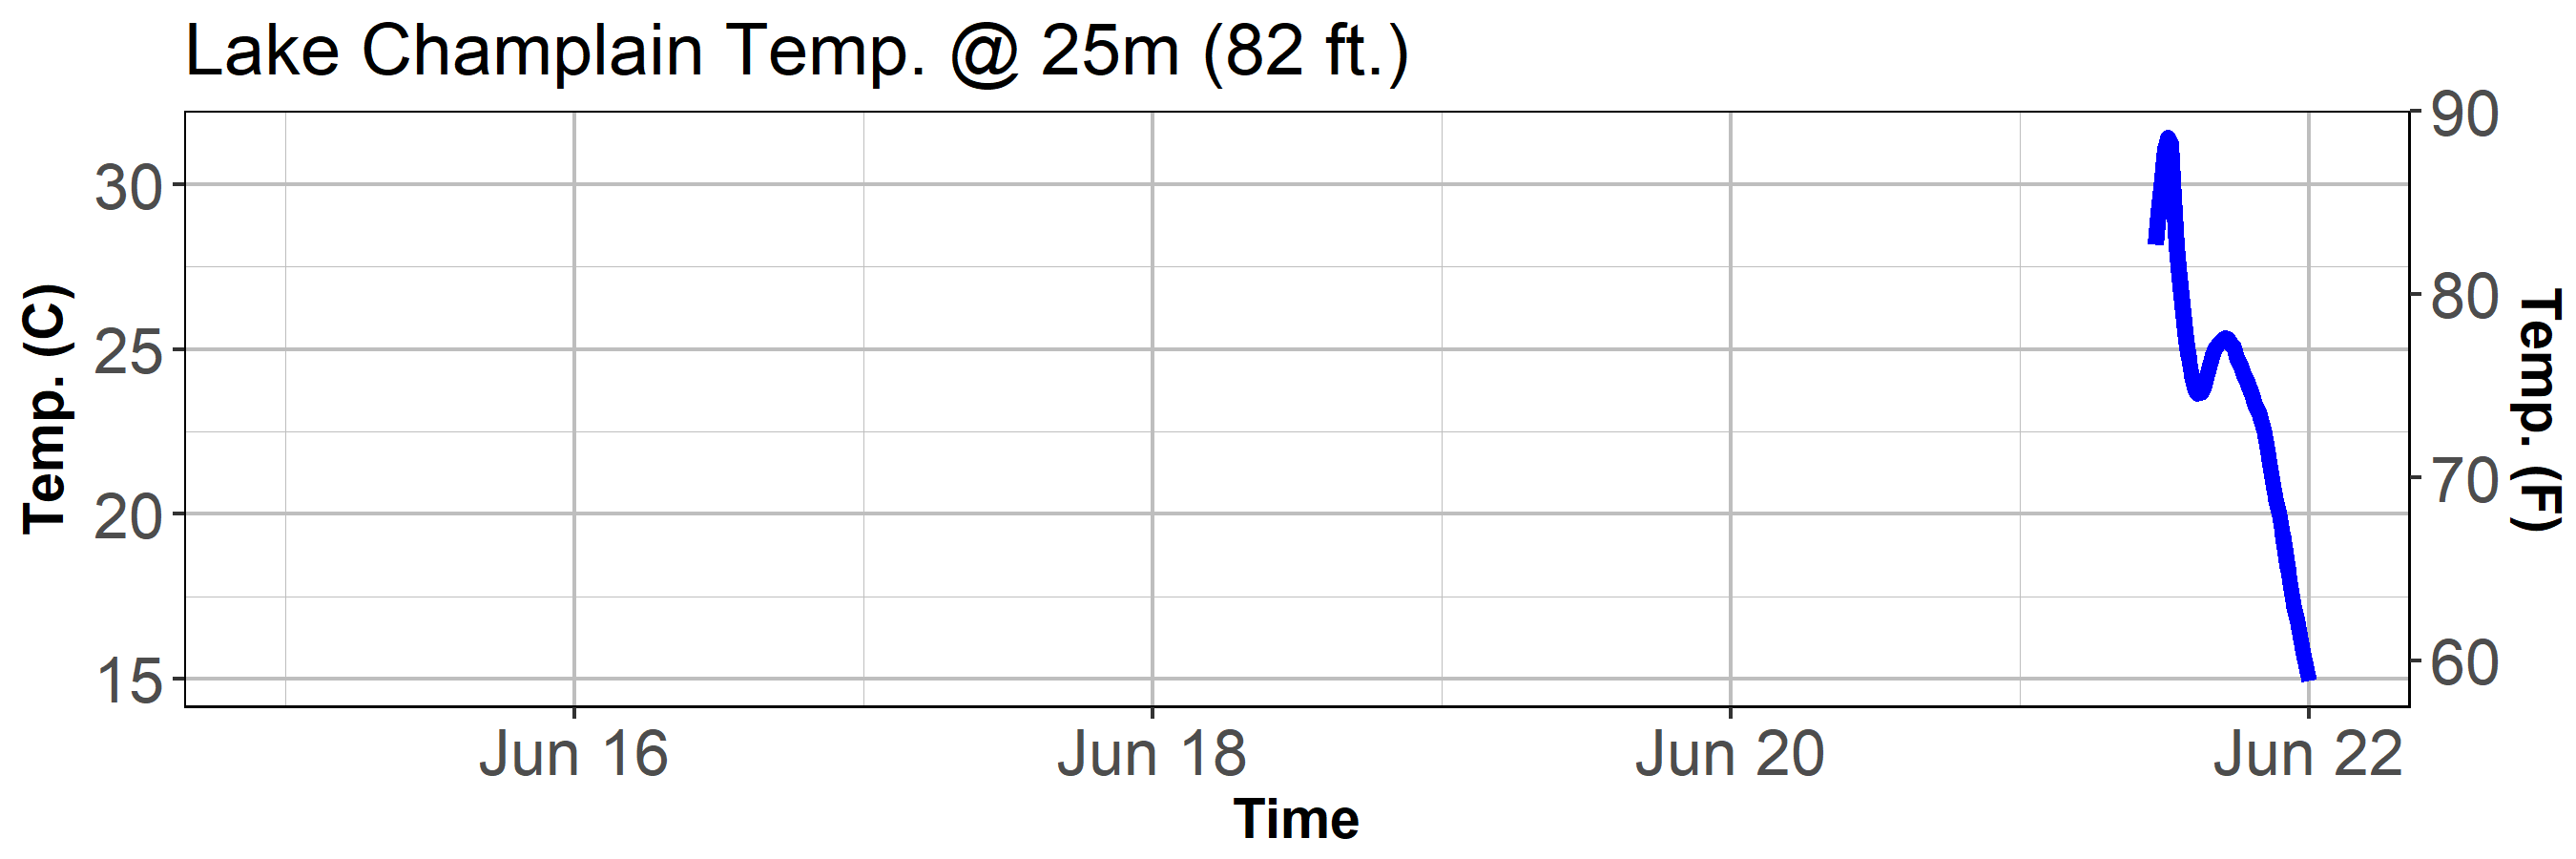 Lake Champlain Temp. @ 25m (82 ft.)
Temp. (C)
30
25
20
15
90
80
70
60
Temp. (F)
Jun 16 Jun 18 Jun 20 Jun 22
Time